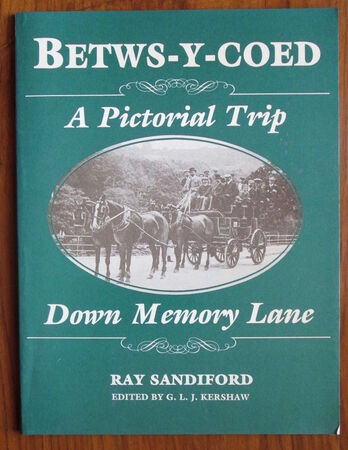 BETWS-Y-COED
A Pictorial Trip
Down Memory Lane
RAY SANDIFORD
EDITED BY G. L. J. KERSHAW